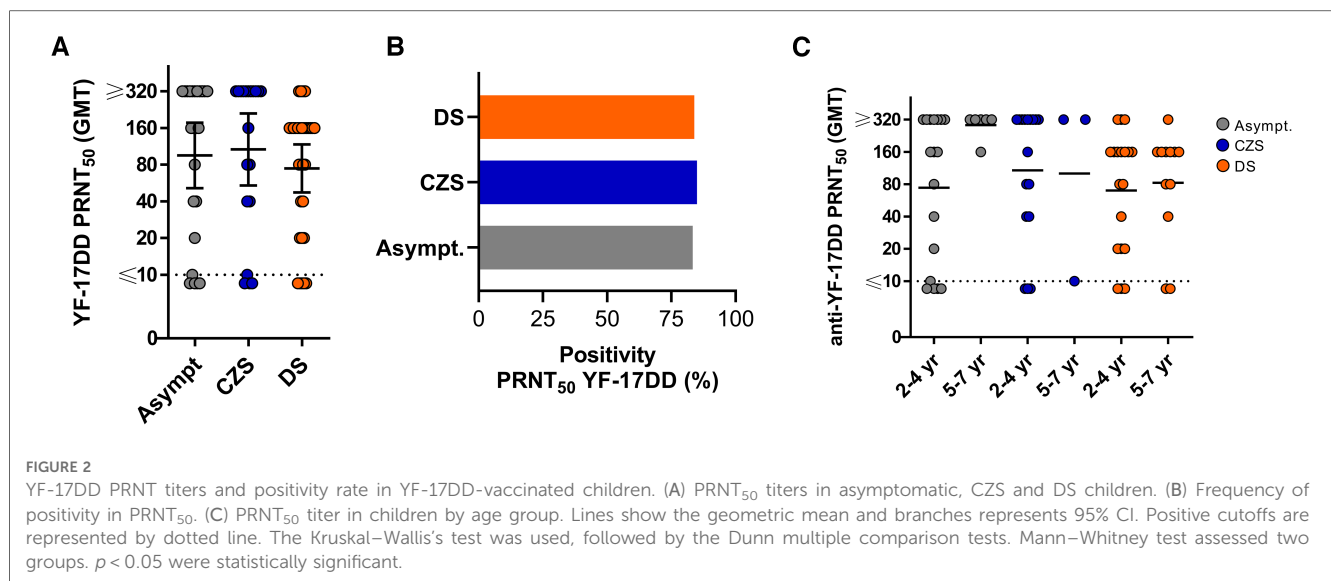 A
YF-17DD PRNT50 (GMT)
⩾320
160
80
40
20
⩽10
0
Asympt
CZS
DS
B
DS
CZS
Asympt.
0 25 50 75 100
Positivity
PRNT50 YF-17DD (%)
C
anti-YF-17DD PRNT50 (GMT)
⩾320
160
80
40
20
⩽10
0
2-4 yr
5-7 yr
2-4 yr
5-7 yr
2-4 yr
5-7 yr
Asympt.
CZS
DS
FIGURE 2
YF-17DD PRNT titers and positivity rate in YF-17DD-vaccinated children. (A) PRNT50 titers in asymptomatic, CZS and DS children. (B) Frequency of
positivity in PRNT50. (C) PRNT50 titer in children by age group. Lines show the geometric mean and branches represents 95% CI. Positive cutoffs are
represented by dotted line. The Kruskal–Wallis's test was used, followed by the Dunn multiple comparison tests. Mann–Whitney test assessed two
groups. p < 0.05 were statistically significant.